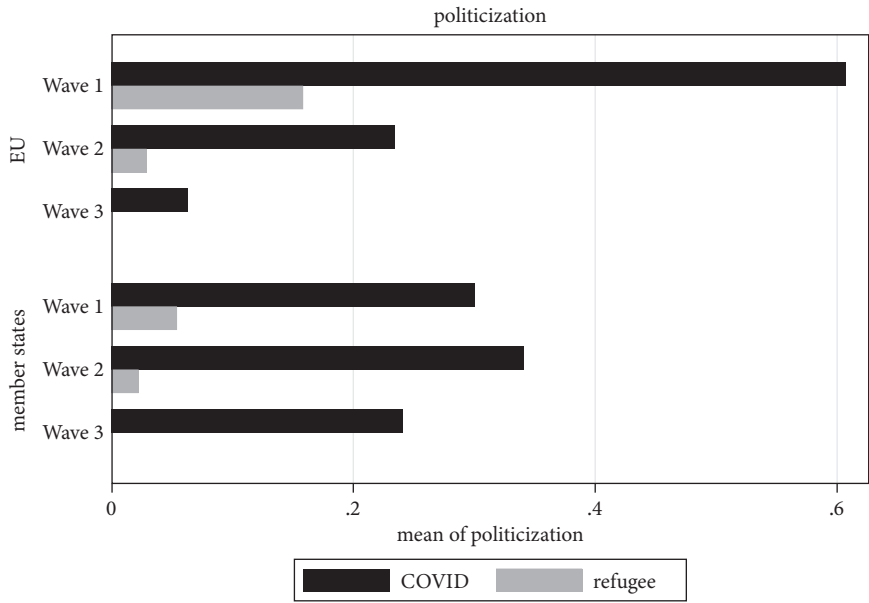 politicization
EU
Wave 1
Wave 2
Wave 3
member states
Wave 1
Wave 2
Wave 3
0 .2 .4 .6
mean of politicization
COVID refugee